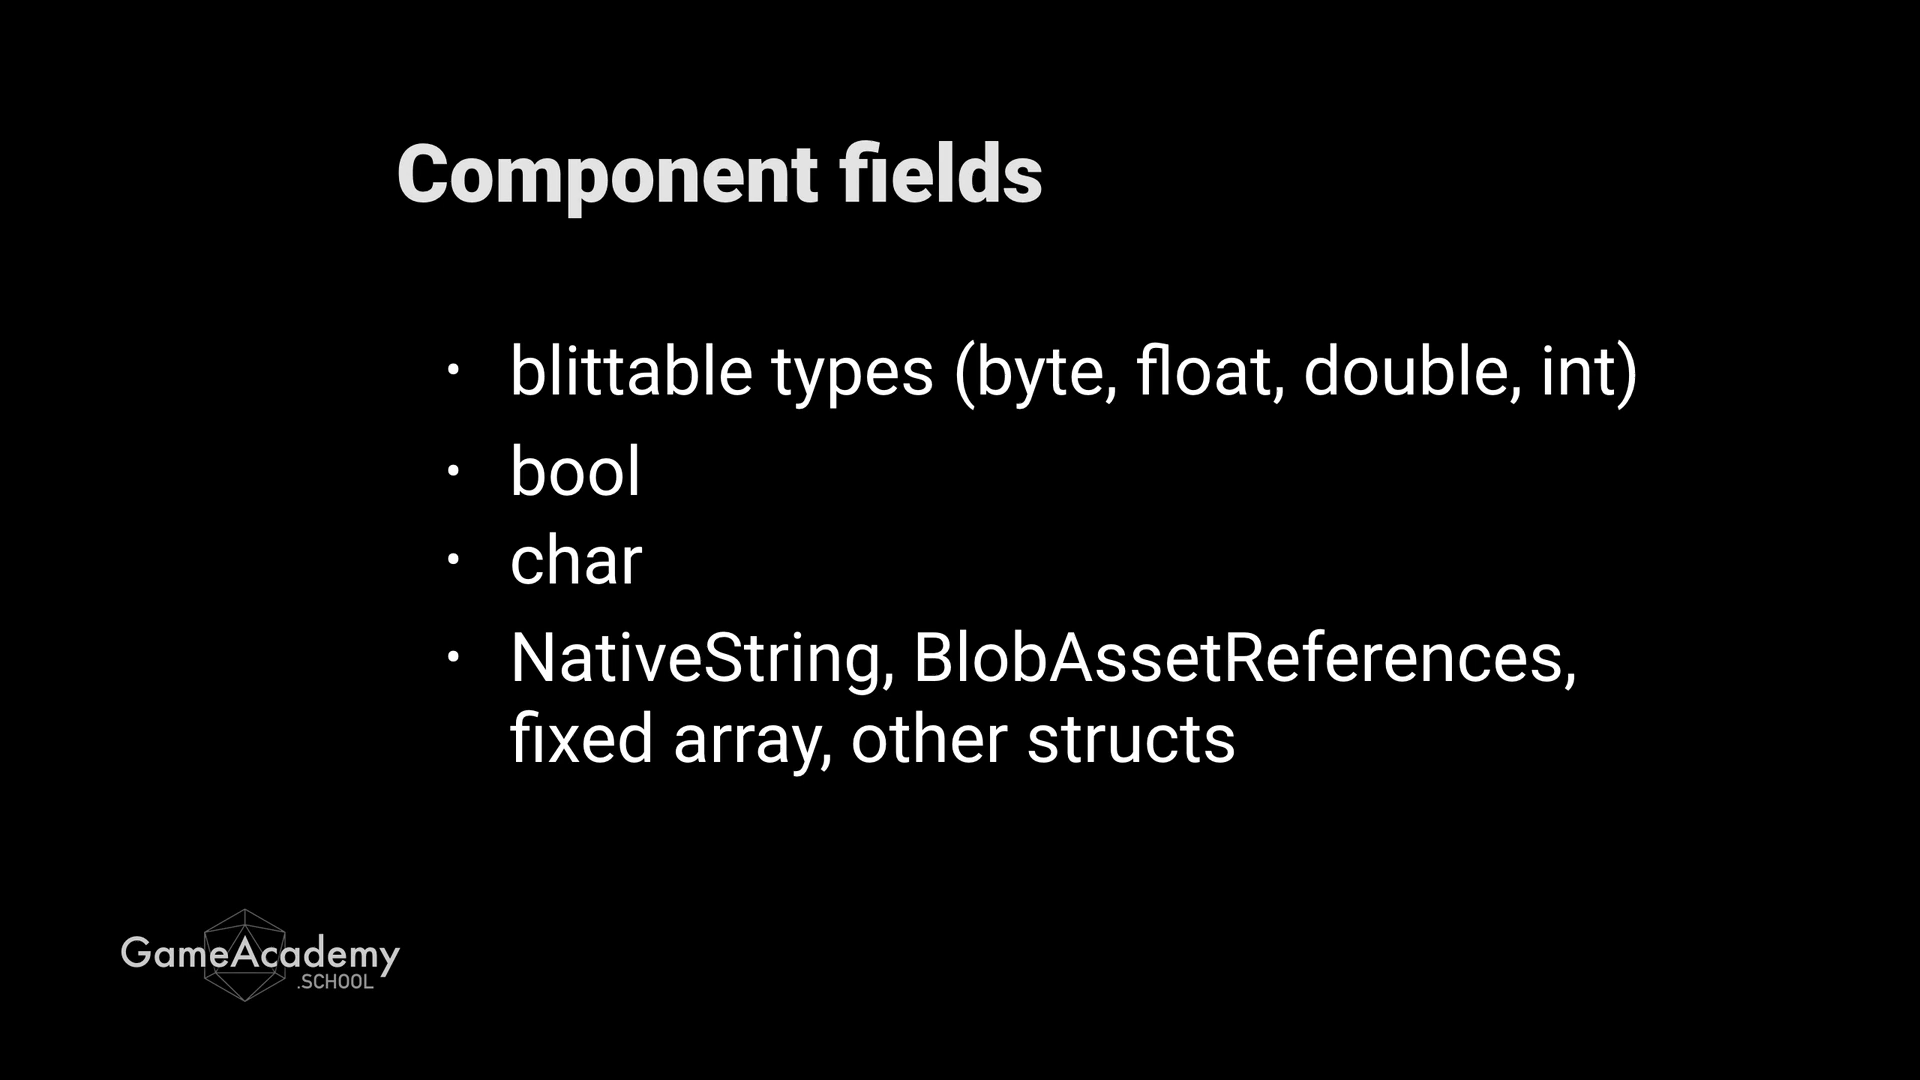 Component fields
• blittable types (byte, float, double, int)
• bool
• char
• NativeString, BlobAssetReferences,
fixed array, other structs
GameAcademy
.SCHOOL